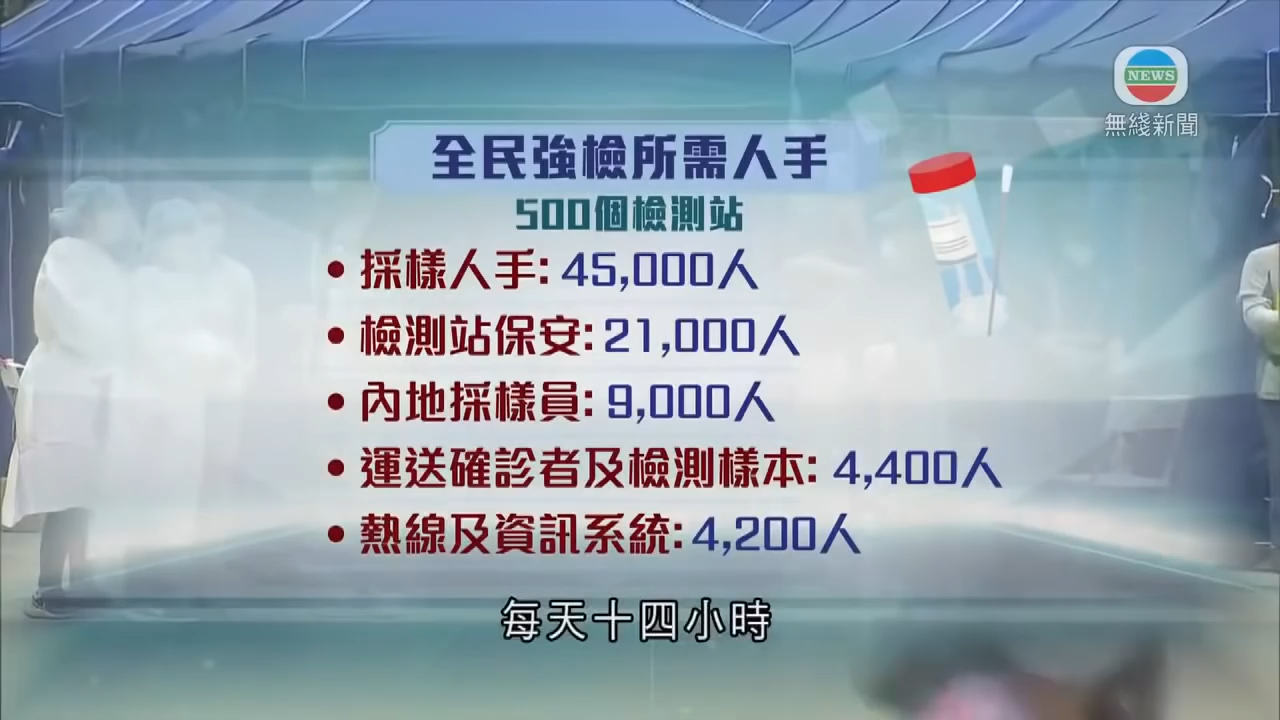 NEWS
無綫新聞
全民強檢所需人手
500個檢測站
• 採樣人手: 45,000人
• 檢測站保安: 21,000人
• 內地採樣員: 9,000人
• 運送確診者及檢測樣本: 4,400人
• 熱線及資訊系統: 4,200人
每天十四小時